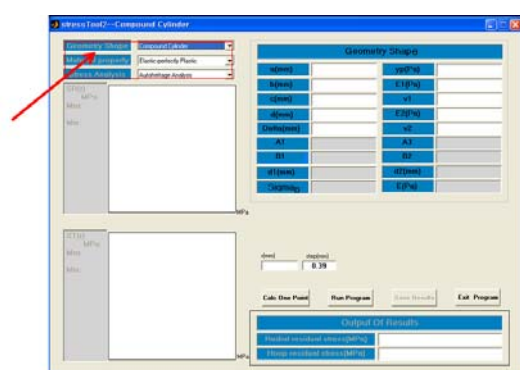 stressTool2--Compound Cylinder
Geometry Shape Compound Cylinder
Material property Elastic-perfectly Plastic
Stress Analysis Autofrettage Analysis
MPa
Max
Min
MPa
MPa
Max
Min
MPa
Geometry Shape
a(mm) yp(Pa)
b(mm) E1(Pa)
c(mm) v1
d(mm) E2(Pa)
Delta(mm) v2
A1 A2
B1 B2
d1(mm) d2(mm)
E(Pa)
r(mm) step(mm)
0.39
Calc One Point Run Program Save Results Exit Program
Output Of Results
Redial residual stress(MPa)
Hoop residual stress(MPa)